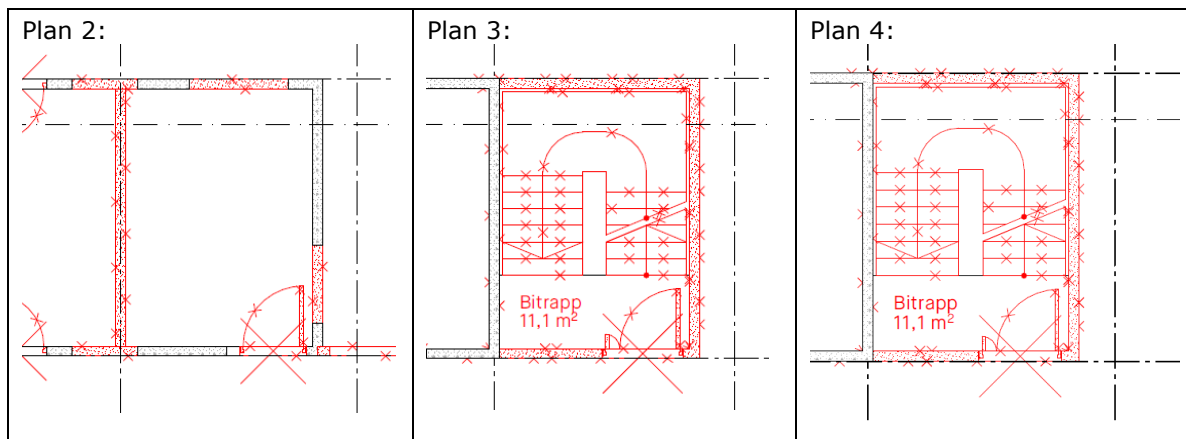 Plan 2:
Plan 3:
Plan 4:
Bitrapp
11,1 m²
Bitrapp
11,1 m²